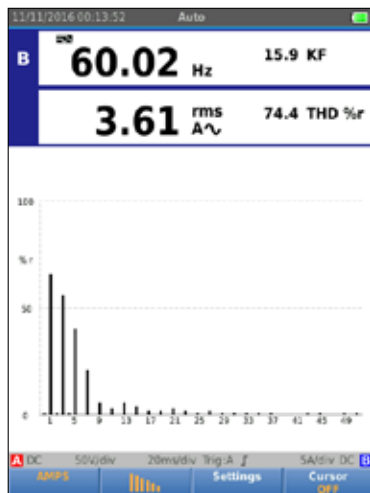 11/11/2016 00:13:52 Auto
B 60.02 Hz 15.9 KF
3.61 rms A∿ 74.4 THD %r
100
% r
50
0
1 5 9 13 17 21 25 29 33 37 41 45 49
A DC 50V/div 20ms/div Trig:A ∫ 5A/div DC B
AMPS Settings Cursor
OFF